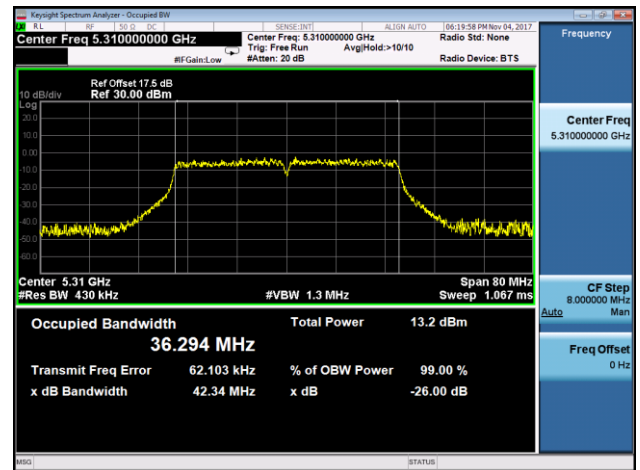 Keysight Spectrum Analyzer - Occupied BW
RL RF 50 Ω DC SENSE:INT ALIGN AUTO 06:19:58 PM Nov 04, 2017
Center Freq 5.310000000 GHz
Center Freq: 5.310000000 GHz Radio Std: None
Trig: Free Run Avg|Hold:>10/10
#IFGain:Low #Atten: 20 dB Radio Device: BTS
Ref Offset 17.5 dB
10 dB/div Ref 30.00 dBm
Log
20.0
10.0
0.00
-10.0
-20.0
-30.0
-40.0
-50.0
-60.0
Center 5.31 GHz Span 80 MHz
#Res BW 430 kHz #VBW 1.3 MHz Sweep 1.067 ms
Occupied Bandwidth Total Power 13.2 dBm
36.294 MHz
Transmit Freq Error 62.103 kHz % of OBW Power 99.00 %
x dB Bandwidth 42.34 MHz x dB -26.00 dB
MSG STATUS
Frequency
Center Freq
5.310000000 GHz
CF Step
8.000000 MHz
Auto Man
Freq Offset
0 Hz